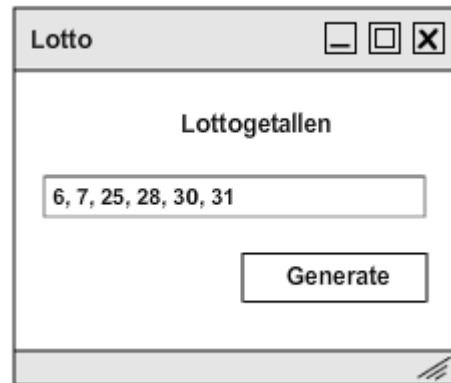 Lotto
Lottogetallen
6, 7, 25, 28, 30, 31
Generate